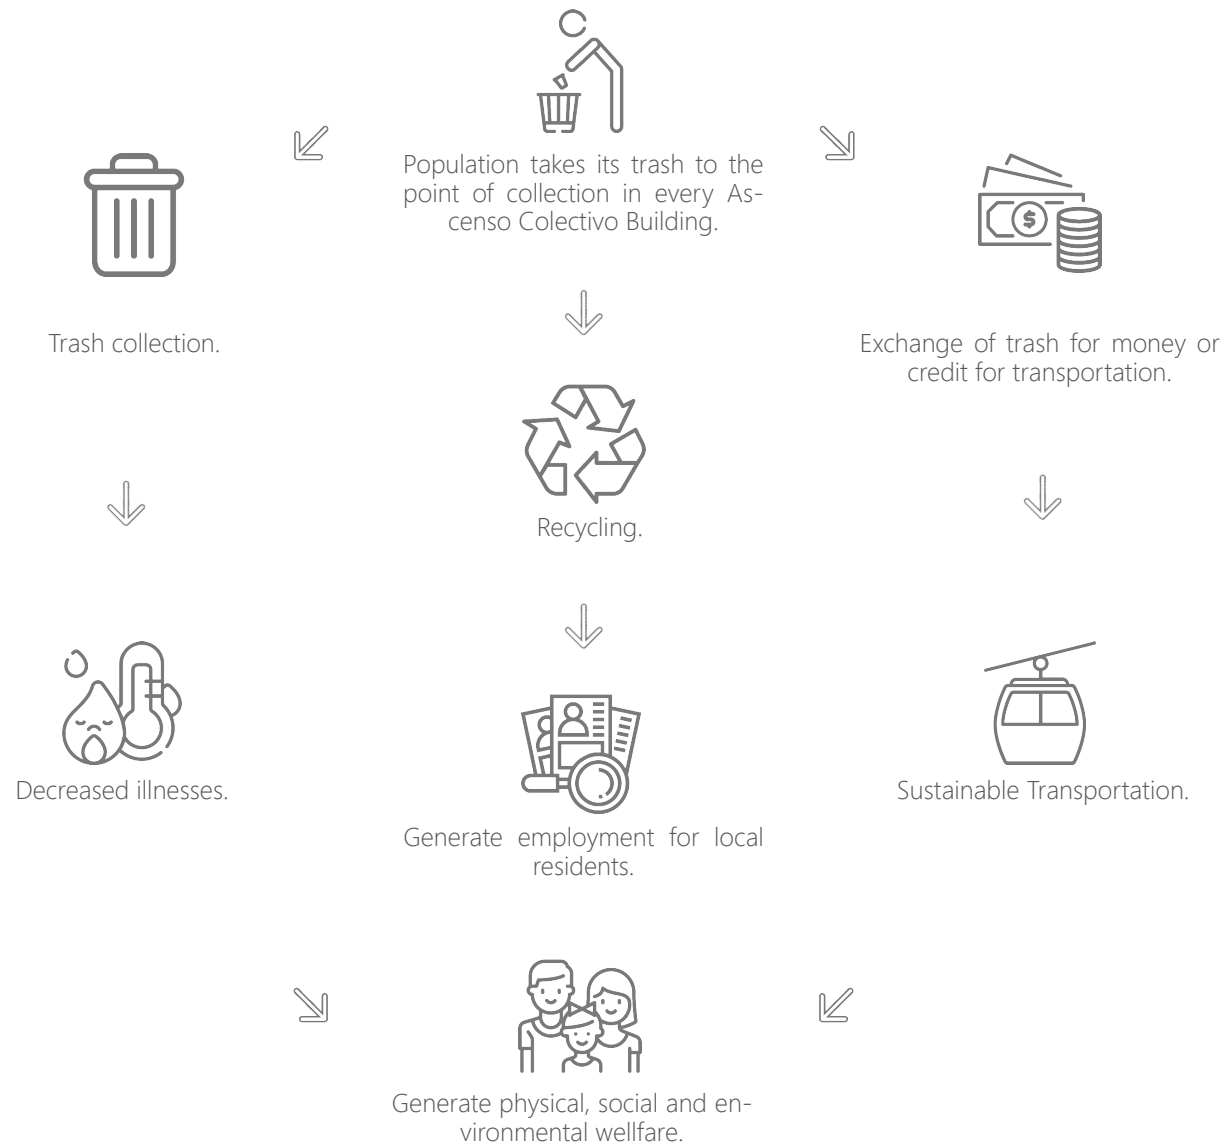 Population takes its trash to the
point of collection in every As-
censo Colectivo Building.
Trash collection.
Exchange of trash for money or
credit for transportation.
Recycling.
Decreased illnesses.
Sustainable Transportation.
Generate employment for local
residents.
Generate physical, social and en-
vironmental wellfare.